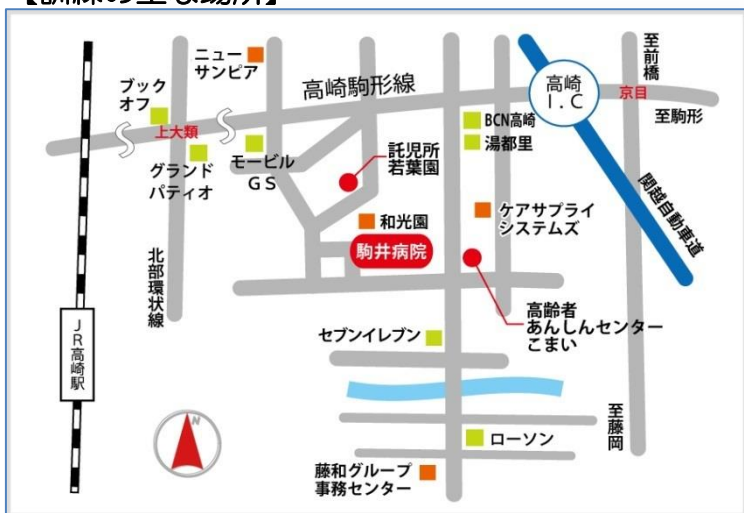 【訓練の主な場所】
ニュー
サンピア
ブック
オフ
高崎駒形線
高崎
I.C
至前橋
京目
至駒形
上大類
グランド
パティオ
モービル
GS
託児所
若葉園
BCN高崎
湯都里
和光園
駒井病院
ケアサプライ
システムズ
関越自動車道
北部環状線
高齢者
あんしんセンター
こまい
セブンイレブン
JR高崎駅
N
ローソン
至藤岡
藤和グループ
事務センター